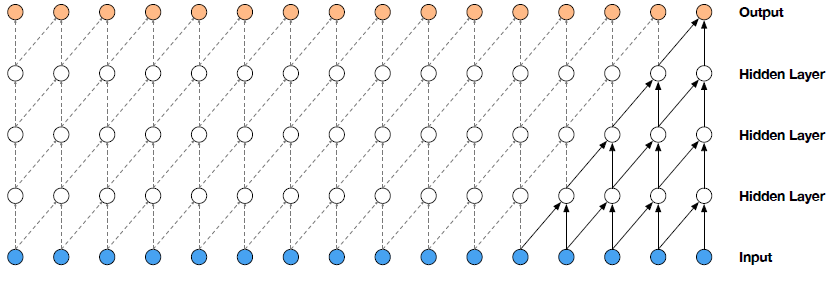 Output
Hidden Layer
Hidden Layer
Hidden Layer
Input